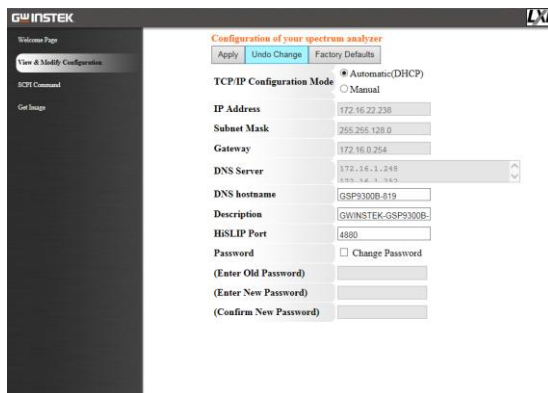 GWINSTEK
LXI
Welcome Page
View & Modify Configuration
SCPI Command
Get Image
Configuration of your spectrum analyzer
Apply Undo Change Factory Defaults
TCP/IP Configuration Mode Automatic(DHCP)
Manual
IP Address 172.16.22.238
Subnet Mask 255.255.128.0
Gateway 172.16.0.254
DNS Server 172.16.1.248
DNS hostname GSP9300B-819
Description GWINSTEK-GSP9300B-
HiSLIP Port 4880
Password Change Password
(Enter Old Password)
(Enter New Password)
(Confirm New Password)